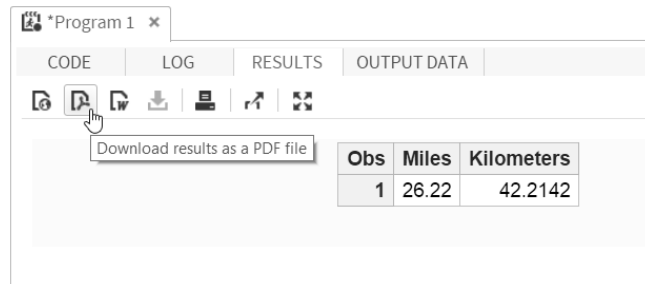 *Program 1 ×
CODE LOG RESULTS OUTPUT DATA
Download results as a PDF file
Obs Miles Kilometers
1 26.22 42.2142